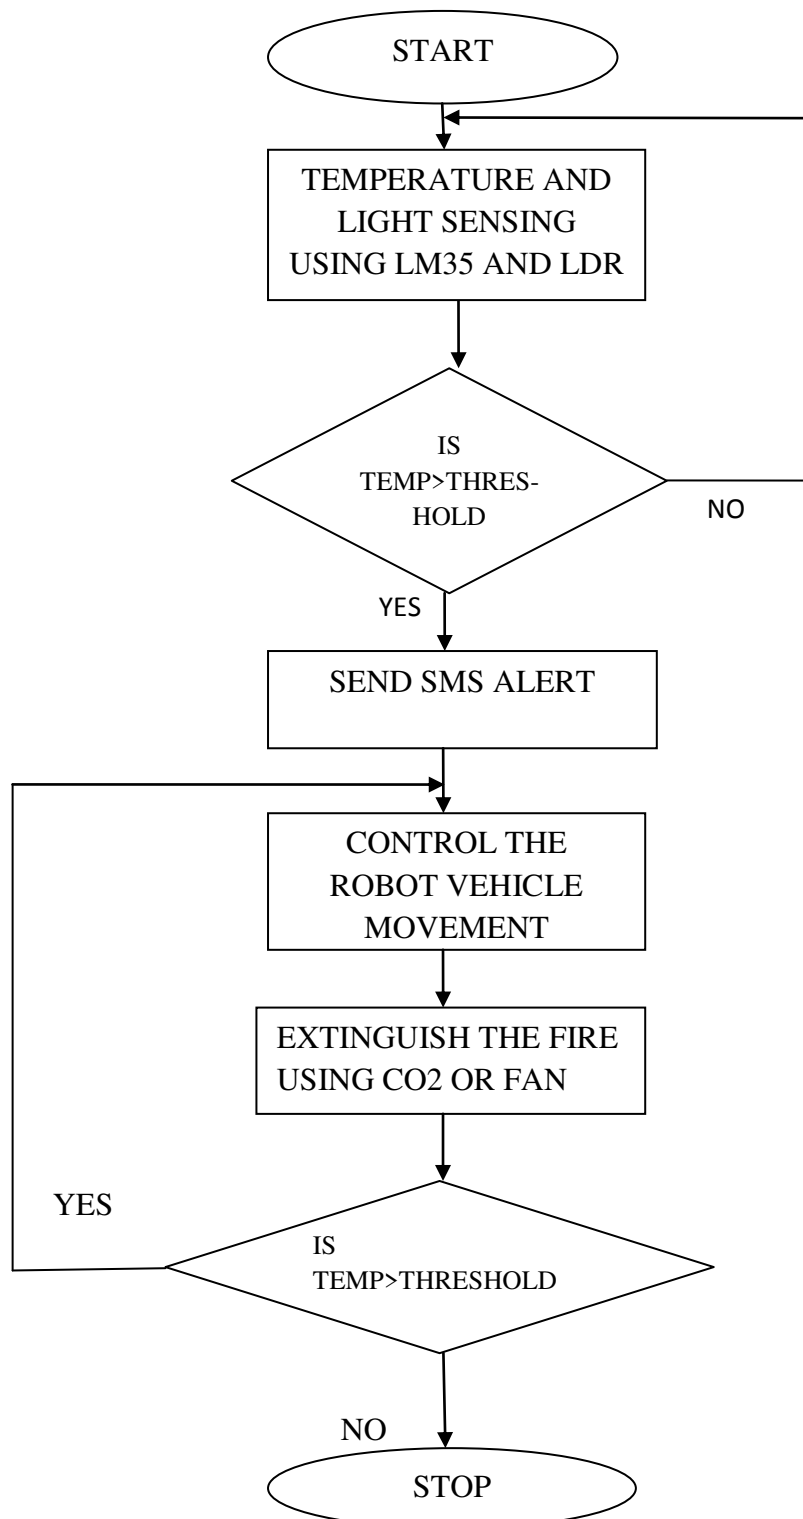 START
TEMPERATURE AND
LIGHT SENSING
USING LM35 AND LDR
IS
TEMP>THRES-
HOLD
NO
YES
SEND SMS ALERT
CONTROL THE
ROBOT VEHICLE
MOVEMENT
EXTINGUISH THE FIRE
USING CO2 OR FAN
YES
IS
TEMP>THRESHOLD
NO
STOP